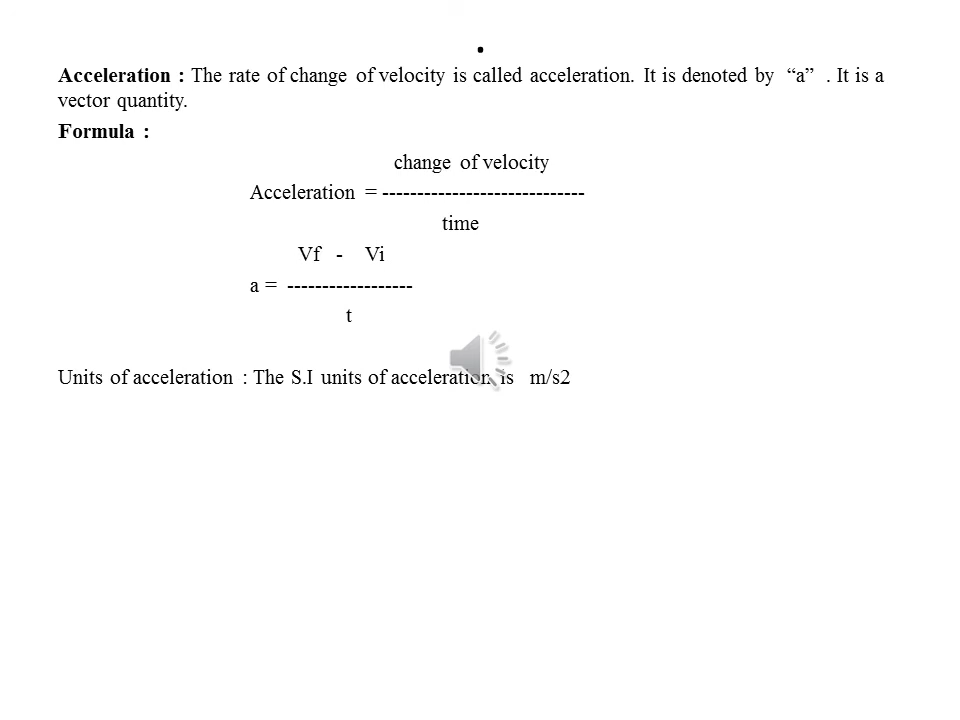 .
Acceleration : The rate of change of velocity is called acceleration. It is denoted by “a” . It is a
vector quantity.
Formula :
change of velocity
Acceleration = -----------------------------
time
Vf - Vi
a = ------------------
t
Units of acceleration : The S.I units of acceleration is m/s2